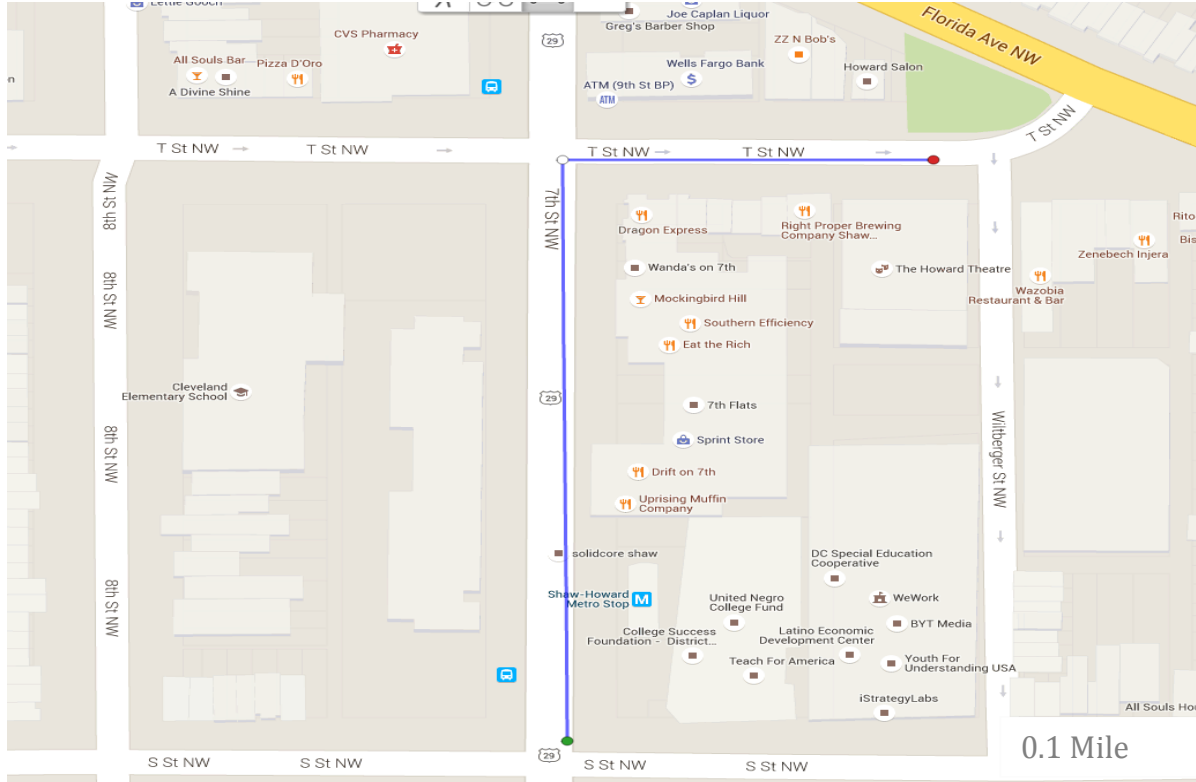 Lettie Gooch
CVS Pharmacy
All Souls Bar
Pizza D'Oro
A Divine Shine
29
Greg's Barber Shop
Joe Caplan Liquor
ZZ N Bob's
Wells Fargo Bank
Howard Salon
ATM (9th St BP)
ATM
Florida Ave NW
T St NW
T St NW
T St NW
T St NW
T St NW
8th St NW
7th St NW
Dragon Express
Right Proper Brewing
Company Shaw...
Rito
Bis
Zenebech Injera
Wanda's on 7th
The Howard Theatre
Wazobia
Restaurant & Bar
8th St NW
Mockingbird Hill
Southern Efficiency
Eat the Rich
Cleveland
Elementary School
29
7th Flats
Sprint Store
8th St NW
Wiltberger St NW
Drift on 7th
Uprising Muffin
Company
solidcore shaw
DC Special Education
Cooperative
8th St NW
Shaw-Howard
Metro Stop
M
United Negro
College Fund
WeWork
BYT Media
College Success
Foundation - District...
Latino Economic
Development Center
Teach For America
Youth For
Understanding USA
iStrategyLabs
All Souls Hou
29
S St NW
S St NW
S St NW
S St NW
0.1 Mile